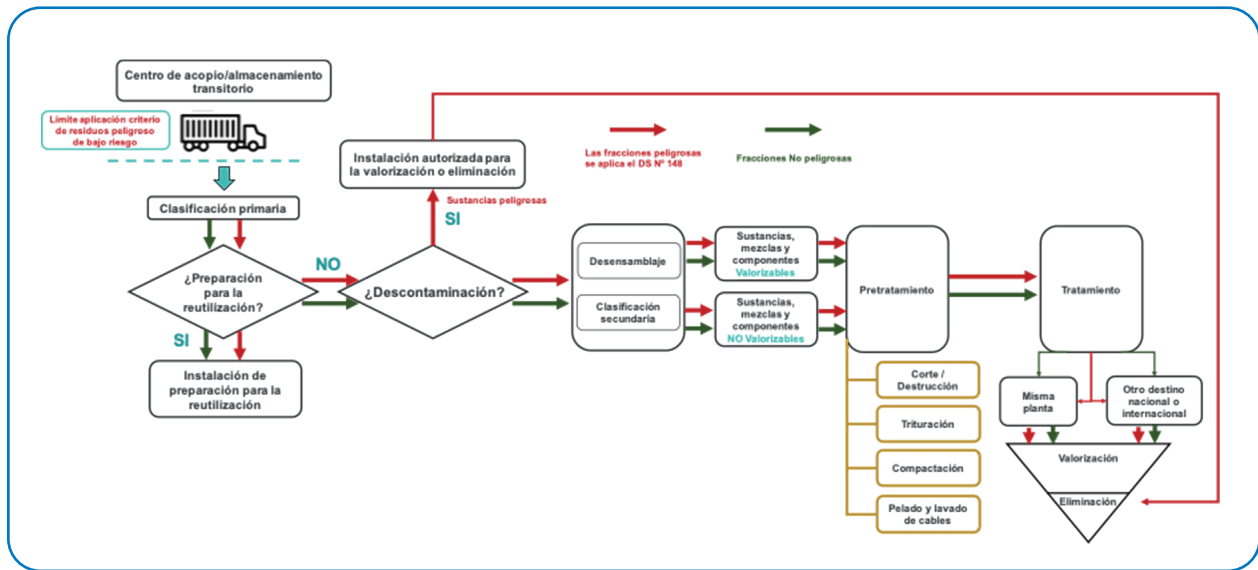 Centro de acopio/almacenamiento
transitorio
Límite aplicación criterio
de residuos peligroso
de bajo riesgo
Clasificación primaria
¿Preparación
para la
reutilización?
NO
SI
Instalación de
preparación para la
reutilización
Instalación autorizada para
la valorización o eliminación
Sustancias peligrosas
SI
¿Descontaminación?
Las fracciones peligrosas
se aplica el DS Nº 148
Fracciones No peligrosas
Desensamblaje
Clasificación
secundaria
Sustancias,
mezclas y
componentes
Valorizables
Sustancias,
mezclas y
componentes
NO Valorizables
Pretratamiento
Corte /
Destrucción
Trituración
Compactación
Pelado y lavado
de cables
Tratamiento
Misma
planta
Otro destino
nacional o
internacional
Valorización
Eliminación